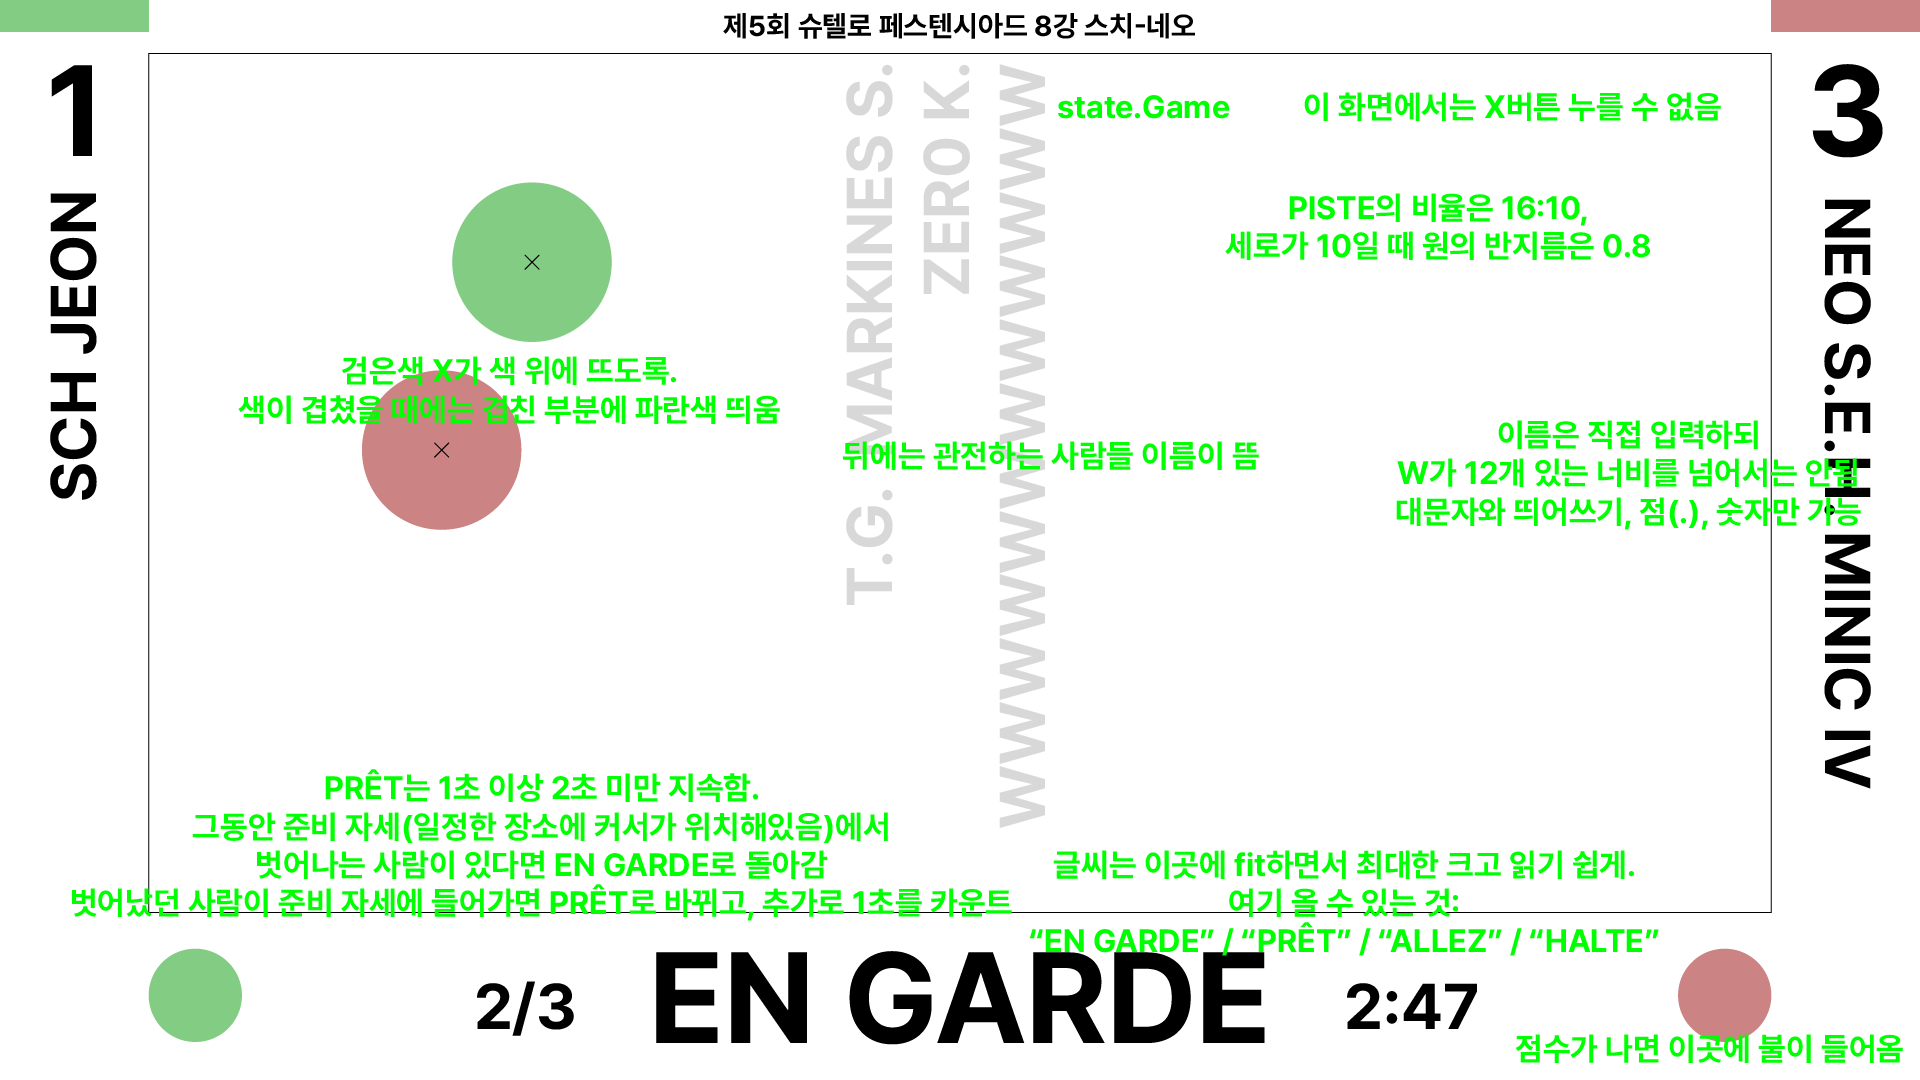 제5회 슈텔로 페스텐시아드 8강 스치-네오
1
SCH JEON
3
NEO S.E.H. MINIC IV
T.G. MARKINES S.
ZERO K.
WWWWWWWWWWWW
state.Game
이 화면에서는 X버튼 누를 수 없음
PISTE의 비율은 16:10,
세로가 10일 때 원의 반지름은 0.8
검은색 X가 색 위에 뜨도록.
색이 겹쳤을 때에는 겹친 부분에 파란색 띄움
뒤에는 관전하는 사람들 이름이 뜸
이름은 직접 입력하되
W가 12개 있는 너비를 넘어서는 안됨
대문자와 띄어쓰기, 점(.), 숫자만 가능
PRÊT는 1초 이상 2초 미만 지속함.
그동안 준비 자세(일정한 장소에 커서가 위치해있음)에서
벗어나는 사람이 있다면 EN GARDE로 돌아감
벗어났던 사람이 준비 자세에 들어가면 PRÊT로 바뀌고, 추가로 1초를 카운트
글씨는 이곳에 fit하면서 최대한 크고 읽기 쉽게.
여기 올 수 있는 것:
“EN GARDE” / “PRÊT” / “ALLEZ” / “HALTE”
2/3
EN GARDE
2:47
점수가 나면 이곳에 불이 들어옴